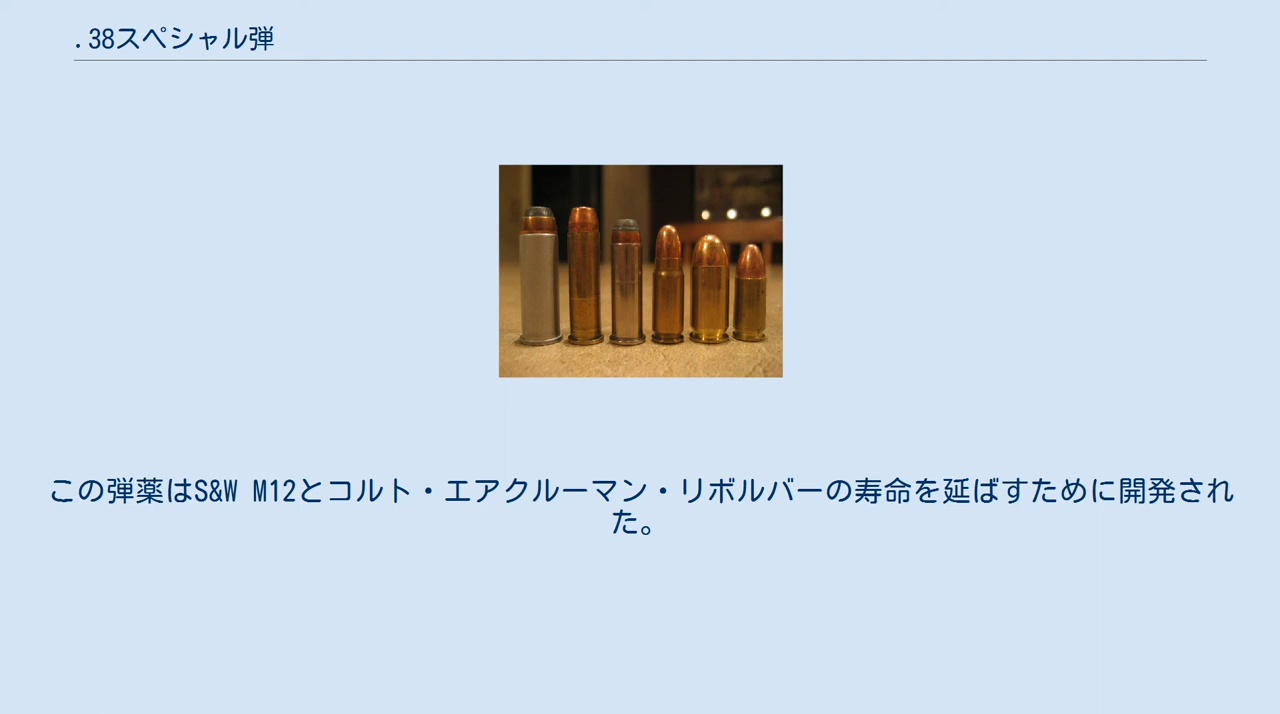 .38スペシャル弾
この弾薬はS&W M12とコルト・エアクルーマン・リボルバーの寿命を延ばすために開発され
た。